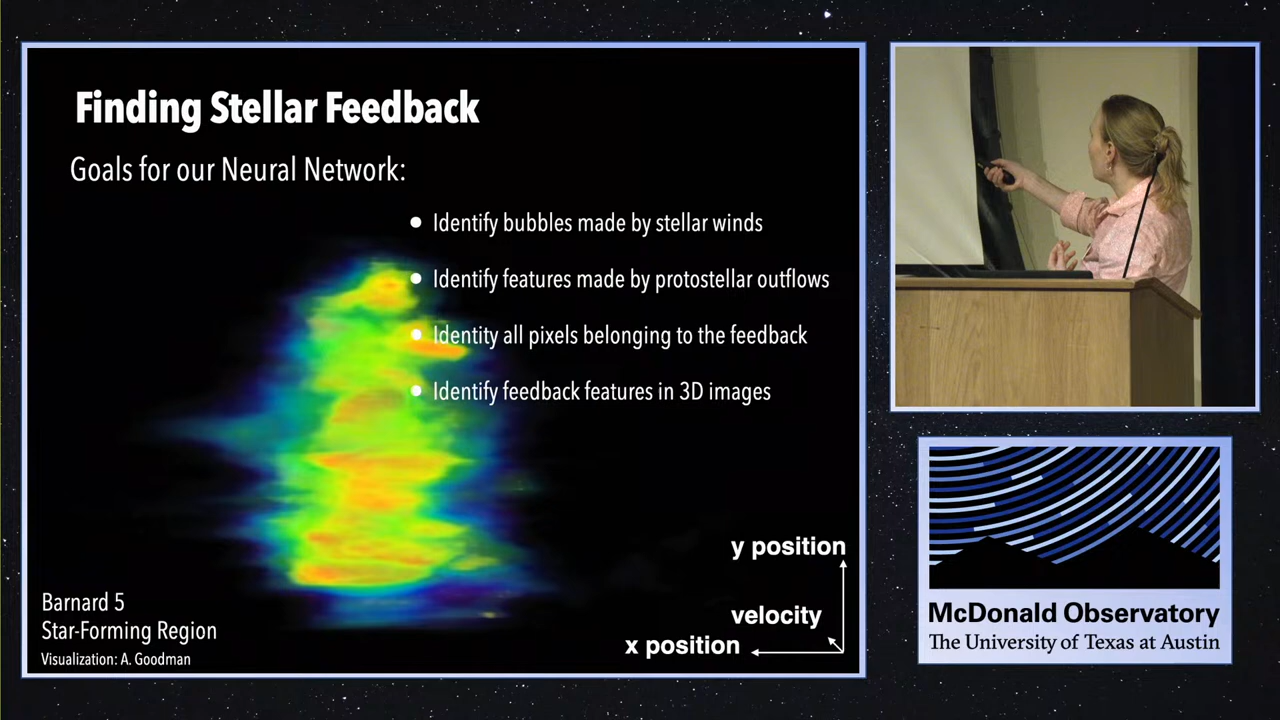 Finding Stellar Feedback
Goals for our Neural Network:
• Identify bubbles made by stellar winds
• Identify features made by protostellar outflows
• Identity all pixels belonging to the feedback
• Identify feedback features in 3D images
y position
velocity
x position
Barnard 5
Star-Forming Region
Visualization: A. Goodman
McDonald Observatory
The University of Texas at Austin